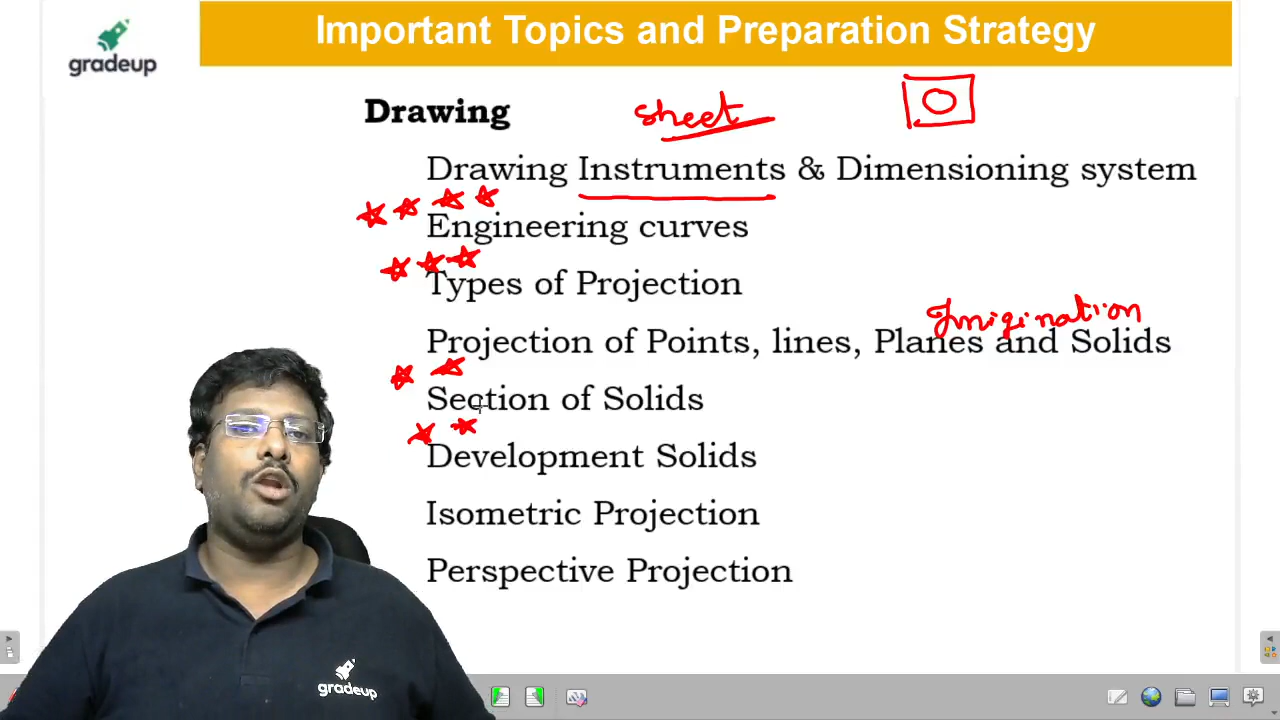 Important Topics and Preparation Strategy
gradeup
Drawing sheet
Drawing Instruments & Dimensioning system
Engineering curves
Types of Projection
Imigination
Projection of Points, lines, Planes and Solids
Section of Solids
Development Solids
Isometric Projection
Perspective Projection
gradeup